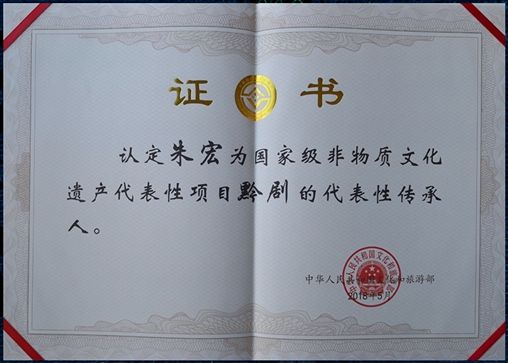 证书
认定朱宏为国家级非物质文化
遗产代表性项目黔剧的代表性传承
人。
中华人民共和国文化和旅游部
2018年5月